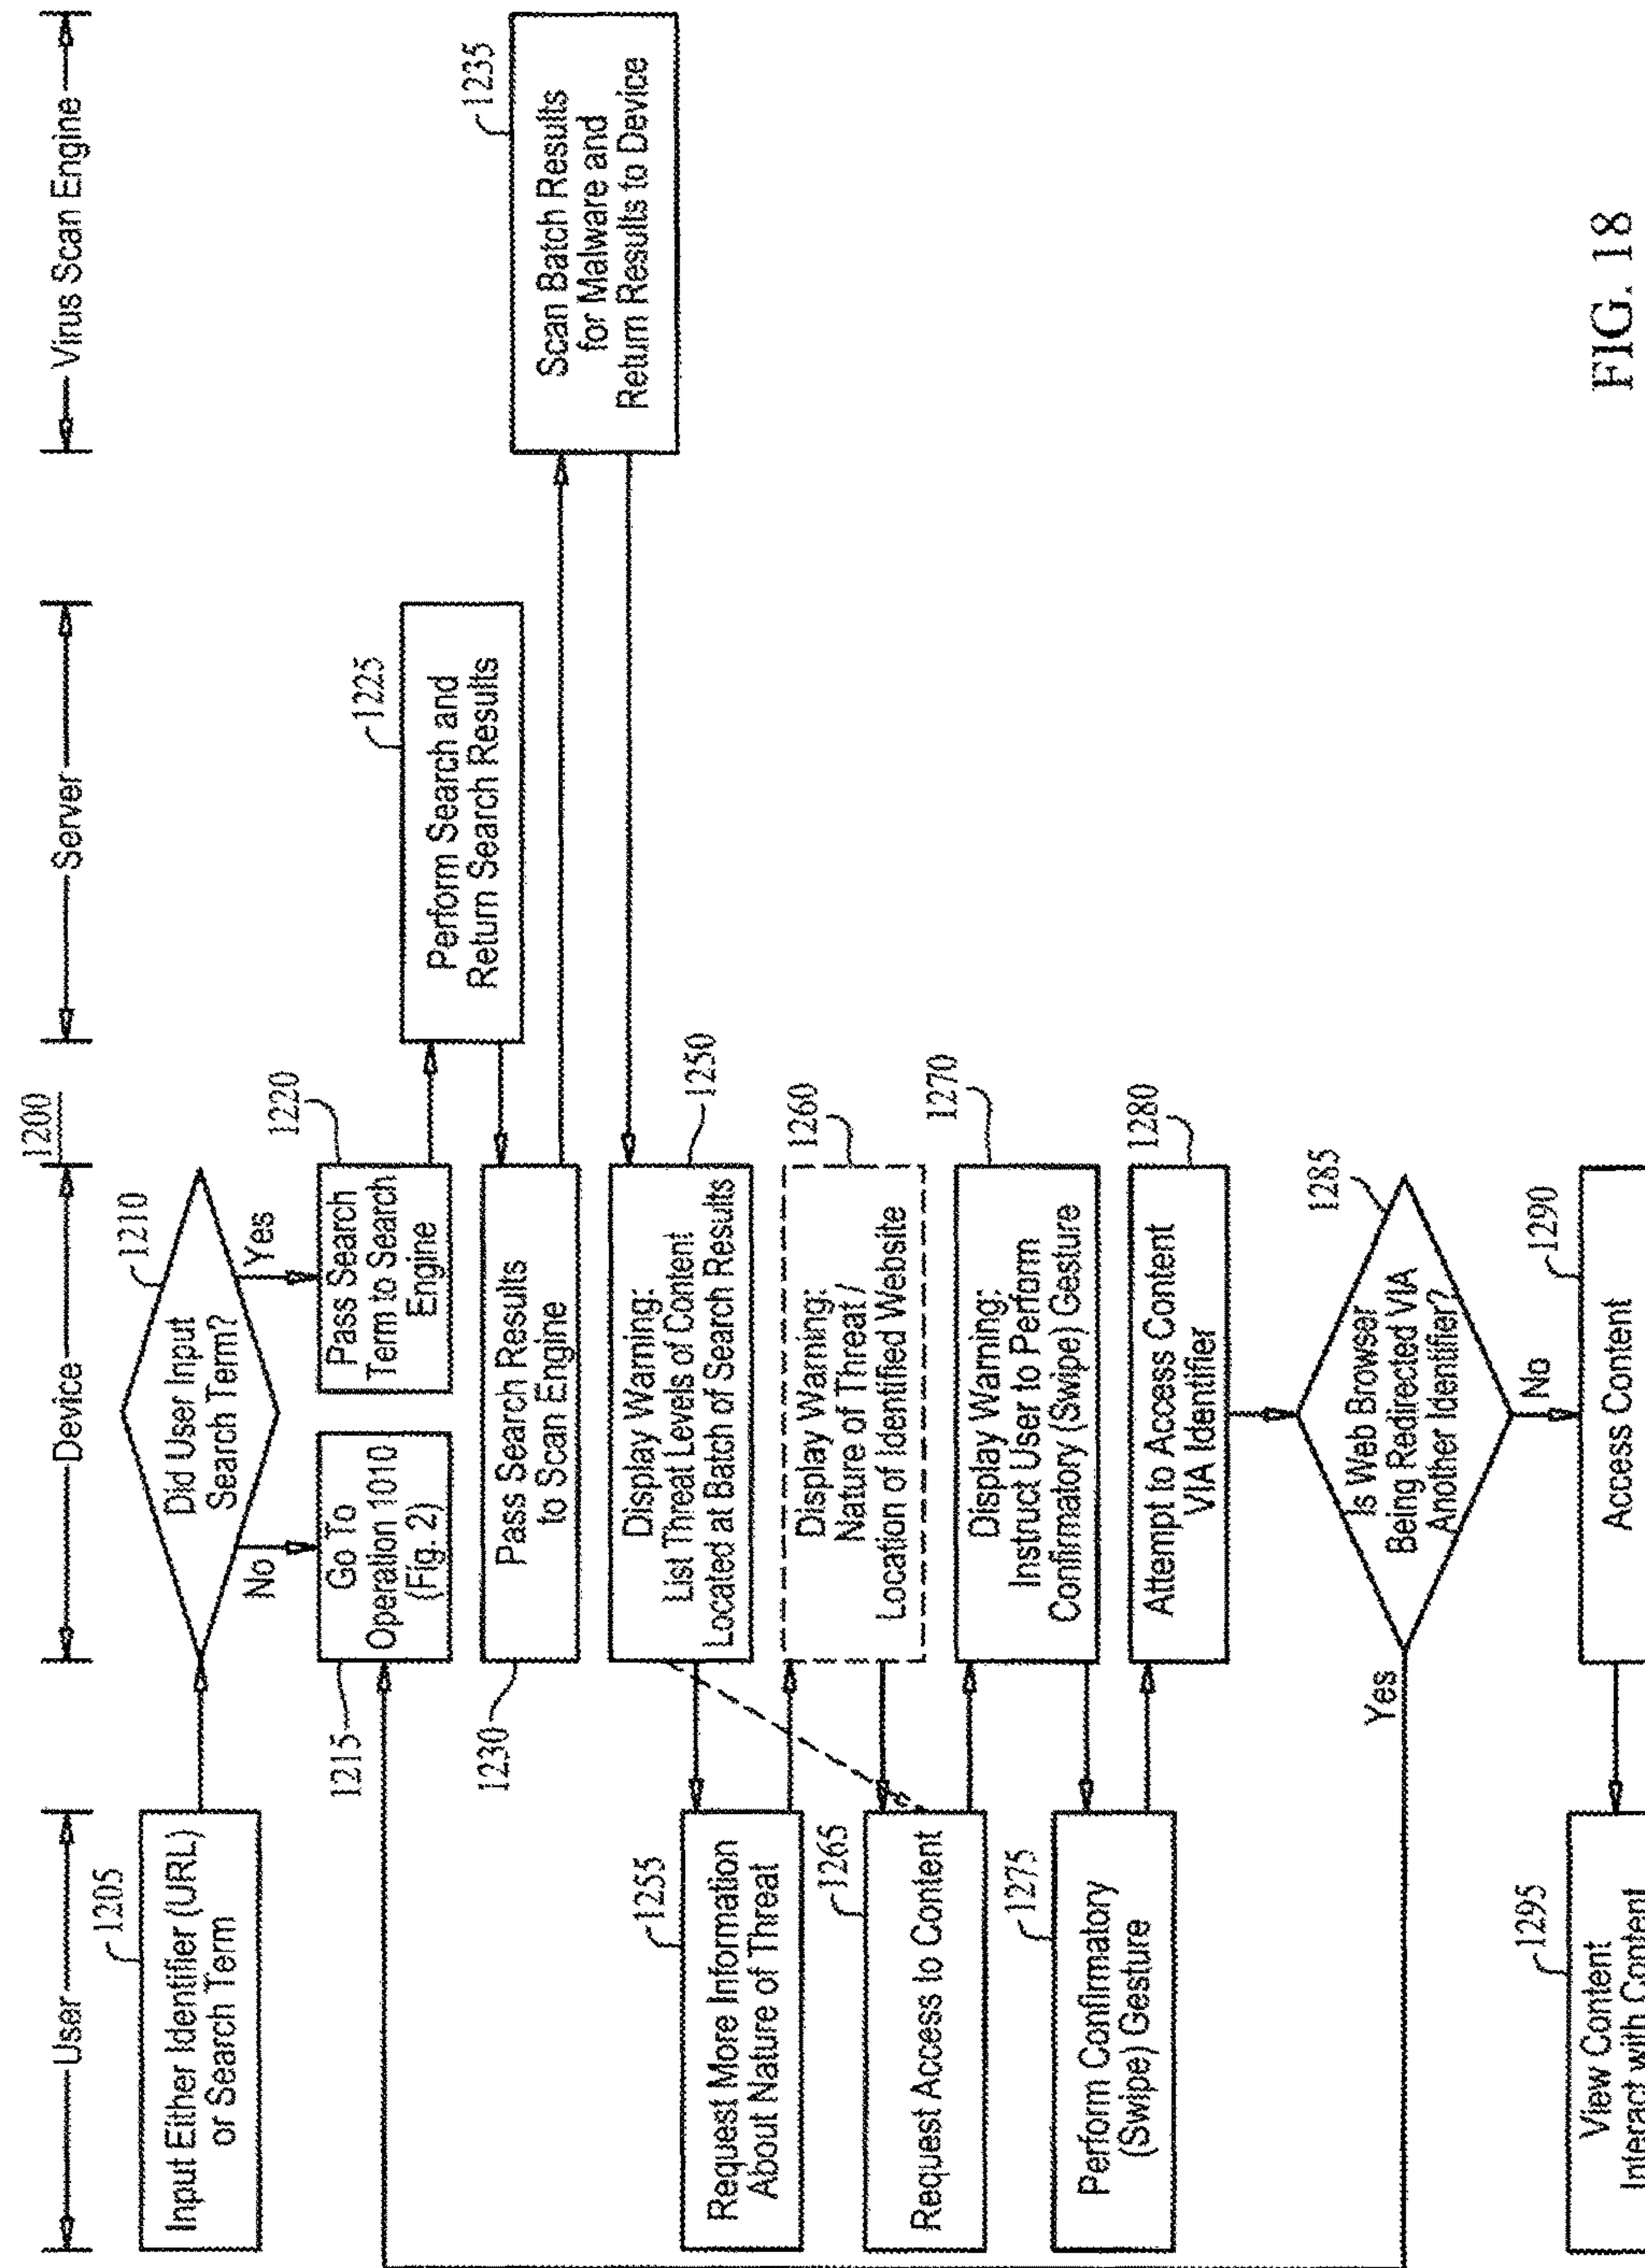 1200
User
Device
Server
Virus Scan Engine
1205
Input Either Identifier (URL)
or Search Term
1210
Did User Input
Search Term?
No
Yes
1215
Go To
Operation 1010
(Fig. 2)
1220
Pass Search
Term to Search
Engine
1225
Perform Search and
Return Search Results
1230
Pass Search Results
to Scan Engine
1235
Scan Batch Results
for Malware and
Return Results to Device
1250
Display Warning:
List Threat Levels of Content
Located at Batch of Search Results
1255
Request More Information
About Nature of Threat
1260
Display Warning:
Nature of Threat /
Location of Identified Website
1265
Request Access to Content
1270
Display Warning:
Instruct User to Perform
Confirmatory (Swipe) Gesture
1275
Perform Confirmatory
(Swipe) Gesture
1280
Attempt to Access Content
VIA Identifier
1285
Is Web Browser
Being Redirected VIA
Another Identifier?
Yes
No
1290
Access Content
1295
View Content
Interact with Content
FIG. 18